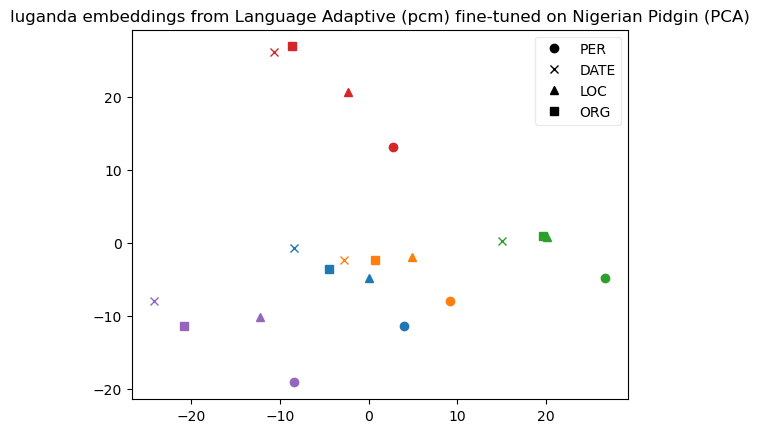 luganda embeddings from Language Adaptive (pcm) fine-tuned on Nigerian Pidgin (PCA)
PER
DATE
LOC
ORG
20
10
0
−10
−20
−20
−10
0
10
20